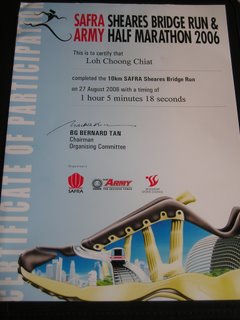 SAFRA SHEARES BRIDGE RUN &
ARMY HALF MARATHON 2006
This is to certify that
Loh Choong Chiat
completed the 10km SAFRA Sheares Bridge Run
on 27 August 2006 with a timing of
1 hour 5 minutes 18 seconds
BG BERNARD TAN
Chairman
Organising Committee
SAFRA
ARMY
CERTIFICATE OF PARTICIPATION